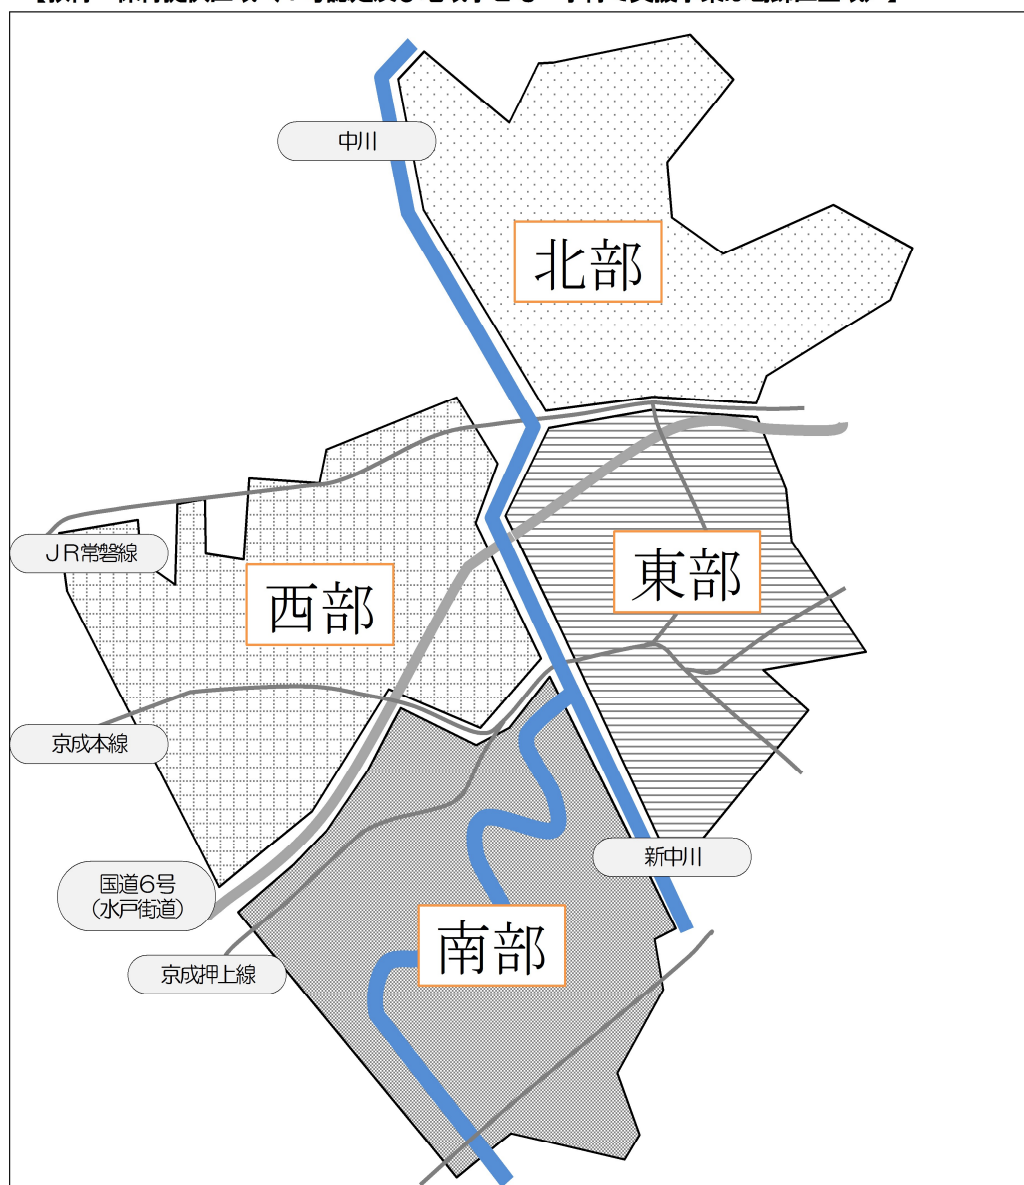 中川
北部
JR常磐線
東部
西部
京成本線
新中川
国道6号
(水戸街道)
南部
京成押上線